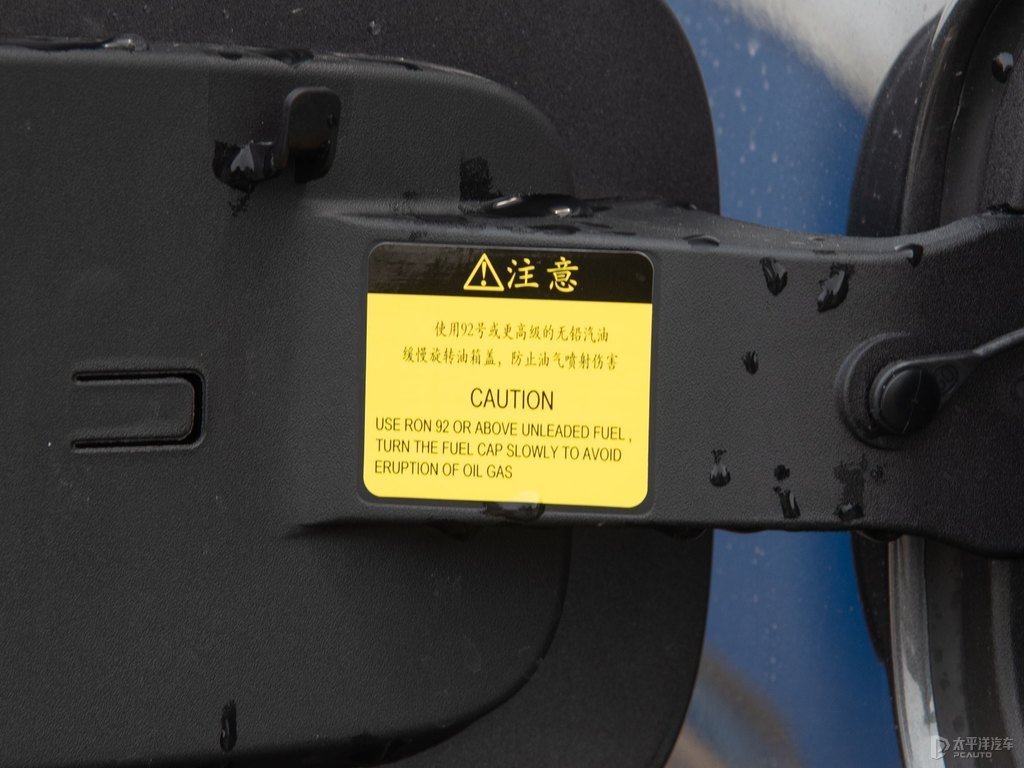 注意
使用92号或更高级的无铅汽油
缓慢旋转油箱盖，防止油气喷射伤害
CAUTION
USE RON 92 OR ABOVE UNLEADED FUEL ,
TURN THE FUEL CAP SLOWLY TO AVOID
ERUPTION OF OIL GAS
太平洋汽车
PCAUTO